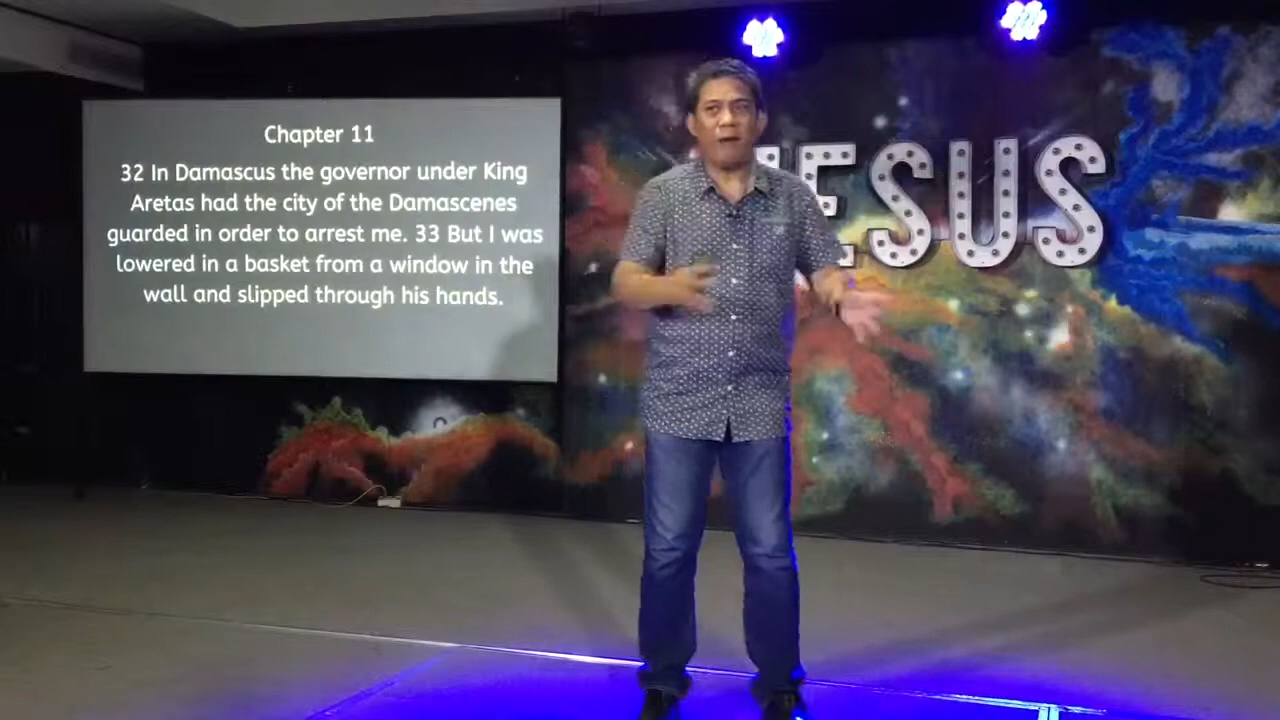 Chapter 11
32 In Damascus the governor under King
Aretas had the city of the Damascenes
guarded in order to arrest me. 33 But I was
lowered in a basket from a window in the
wall and slipped through his hands.
ESUS